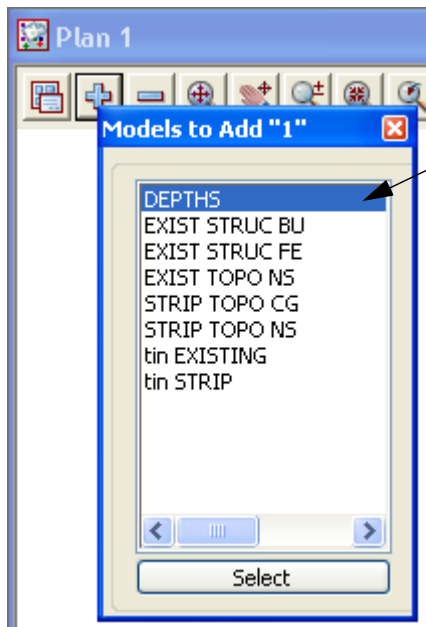 Plan 1
Models to Add "1"
DEPTHS
EXIST STRUC BU
EXIST STRUC FE
EXIST TOPO NS
STRIP TOPO CG
STRIP TOPO NS
tin EXISTING
tin STRIP
Select